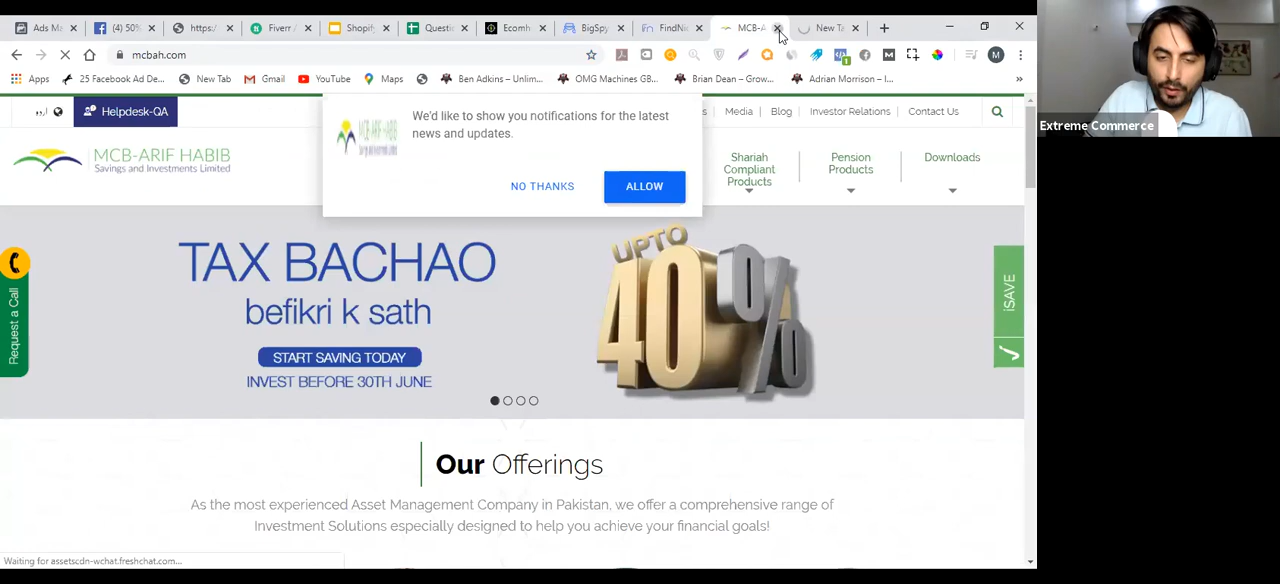 Ads Ma
(4) 50%
https:/
Fiverr /
Shopify
Questio
Ecomh
BigSpy
FindNic
MCB-A
New Ta
mcbah.com
M
Apps
25 Facebook Ad De...
New Tab
Gmail
YouTube
Maps
Ben Adkins – Unlim...
OMG Machines GB...
Brian Dean – Grow...
Adrian Morrison – I...
»
اردو
Helpdesk-QA
Media
Blog
Investor Relations
Contact Us
MCB-ARIF HABIB
Savings and Investments Limited
We'd like to show you notifications for the latest
news and updates.
NO THANKS
ALLOW
Shariah
Compliant
Products
Pension
Products
Downloads
TAX BACHAO
befikri k sath
START SAVING TODAY
INVEST BEFORE 30TH JUNE
UPTO
40%
Request a Call
iSAVE
Our Offerings
As the most experienced Asset Management Company in Pakistan, we offer a comprehensive range of
Investment Solutions especially designed to help you achieve your financial goals!
Waiting for assetscdn-wchat.freshchat.com...
Extreme Commerce